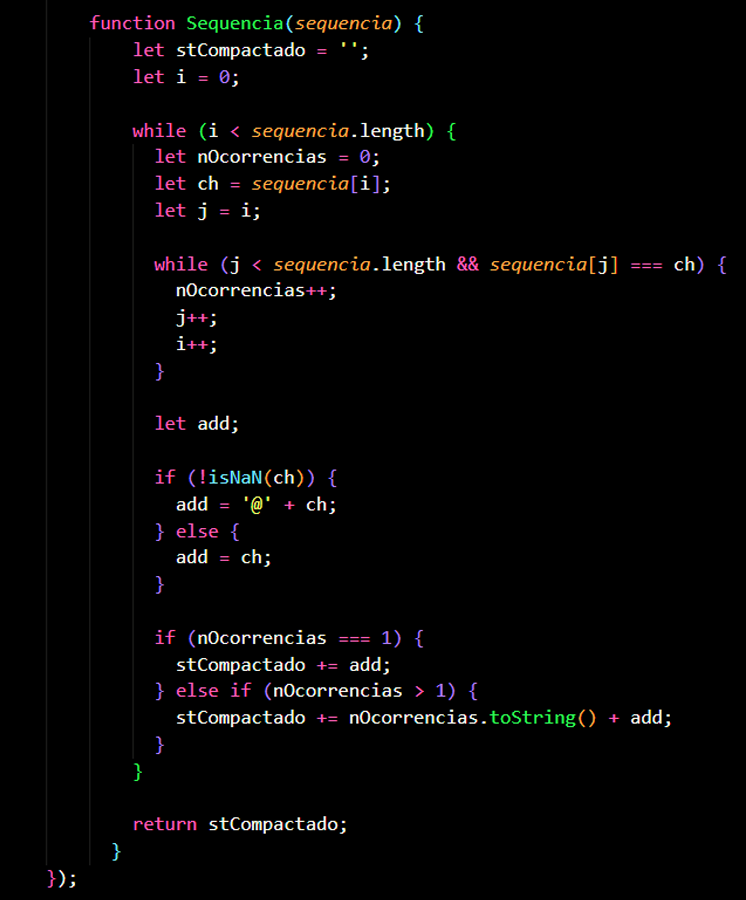 function Sequencia(sequencia) {
let stCompactado = '';
let i = 0;
while (i < sequencia.length) {
let nOcorrencias = 0;
let ch = sequencia[i];
let j = i;
while (j < sequencia.length && sequencia[j] === ch) {
nOcorrencias++;
j++;
i++;
}
let add;
if (!isNaN(ch)) {
add = '@' + ch;
} else {
add = ch;
}
if (nOcorrencias === 1) {
stCompactado += add;
} else if (nOcorrencias > 1) {
stCompactado += nOcorrencias.toString() + add;
}
}
return stCompactado;
}
});